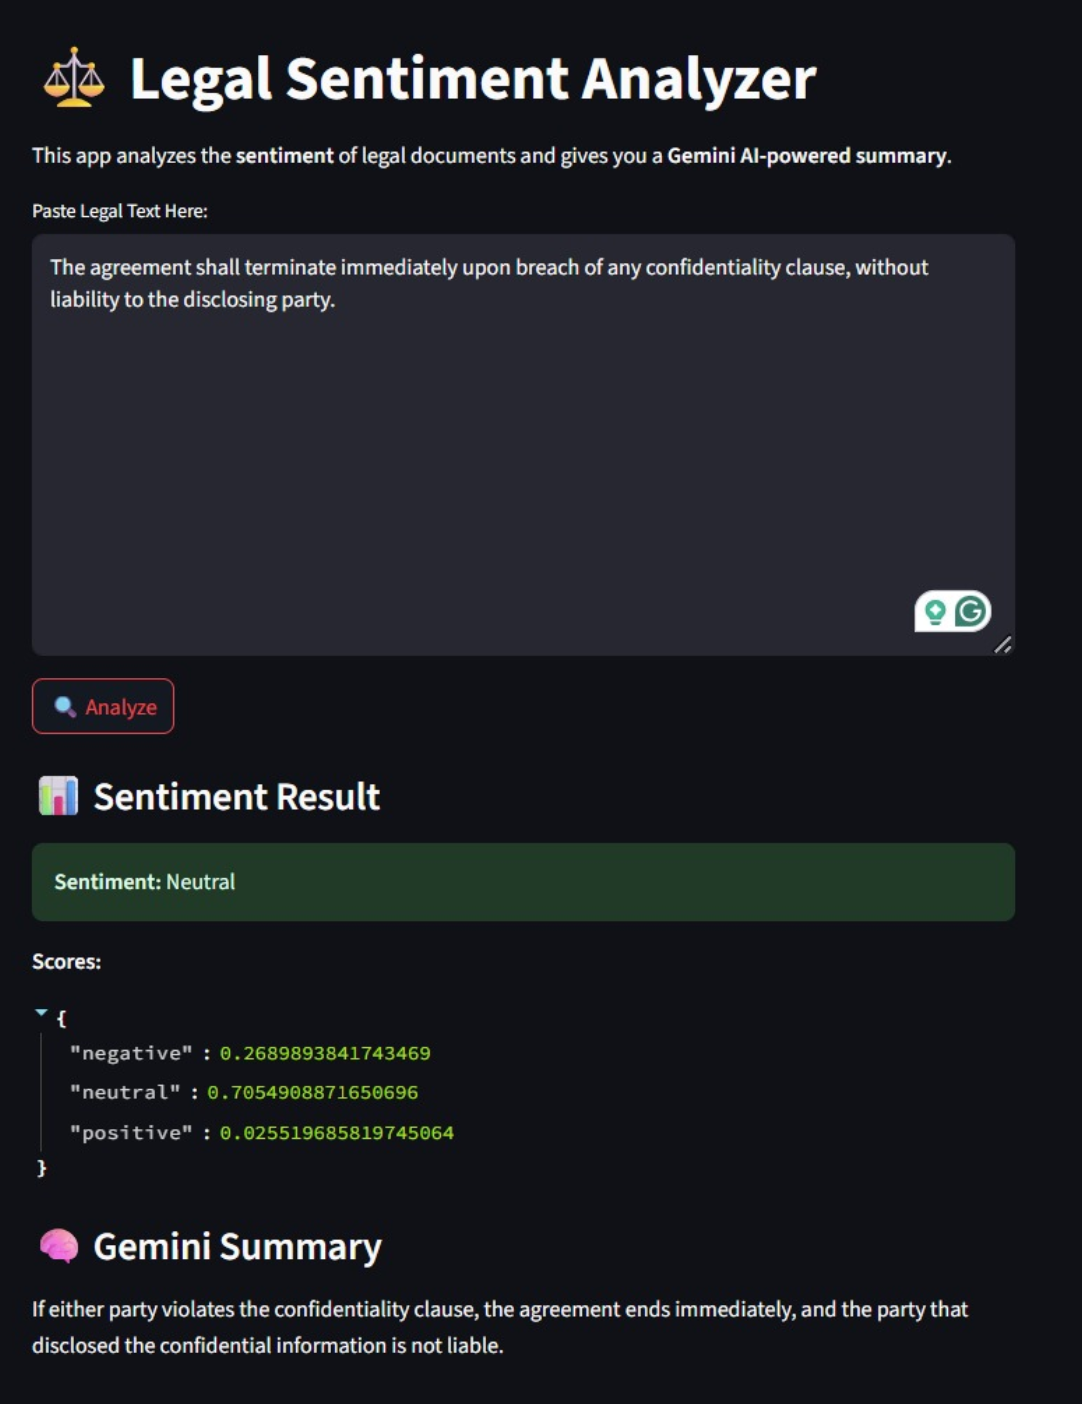 Legal Sentiment Analyzer
This app analyzes the sentiment of legal documents and gives you a Gemini AI-powered summary.
Paste Legal Text Here:
The agreement shall terminate immediately upon breach of any confidentiality clause, without
liability to the disclosing party.
Analyze
Sentiment Result
Sentiment: Neutral
Scores:
{
"negative" : 0.2689893841743469
"neutral" : 0.7054908871650696
"positive" : 0.025519685819745064
}
Gemini Summary
If either party violates the confidentiality clause, the agreement ends immediately, and the party that
disclosed the confidential information is not liable.